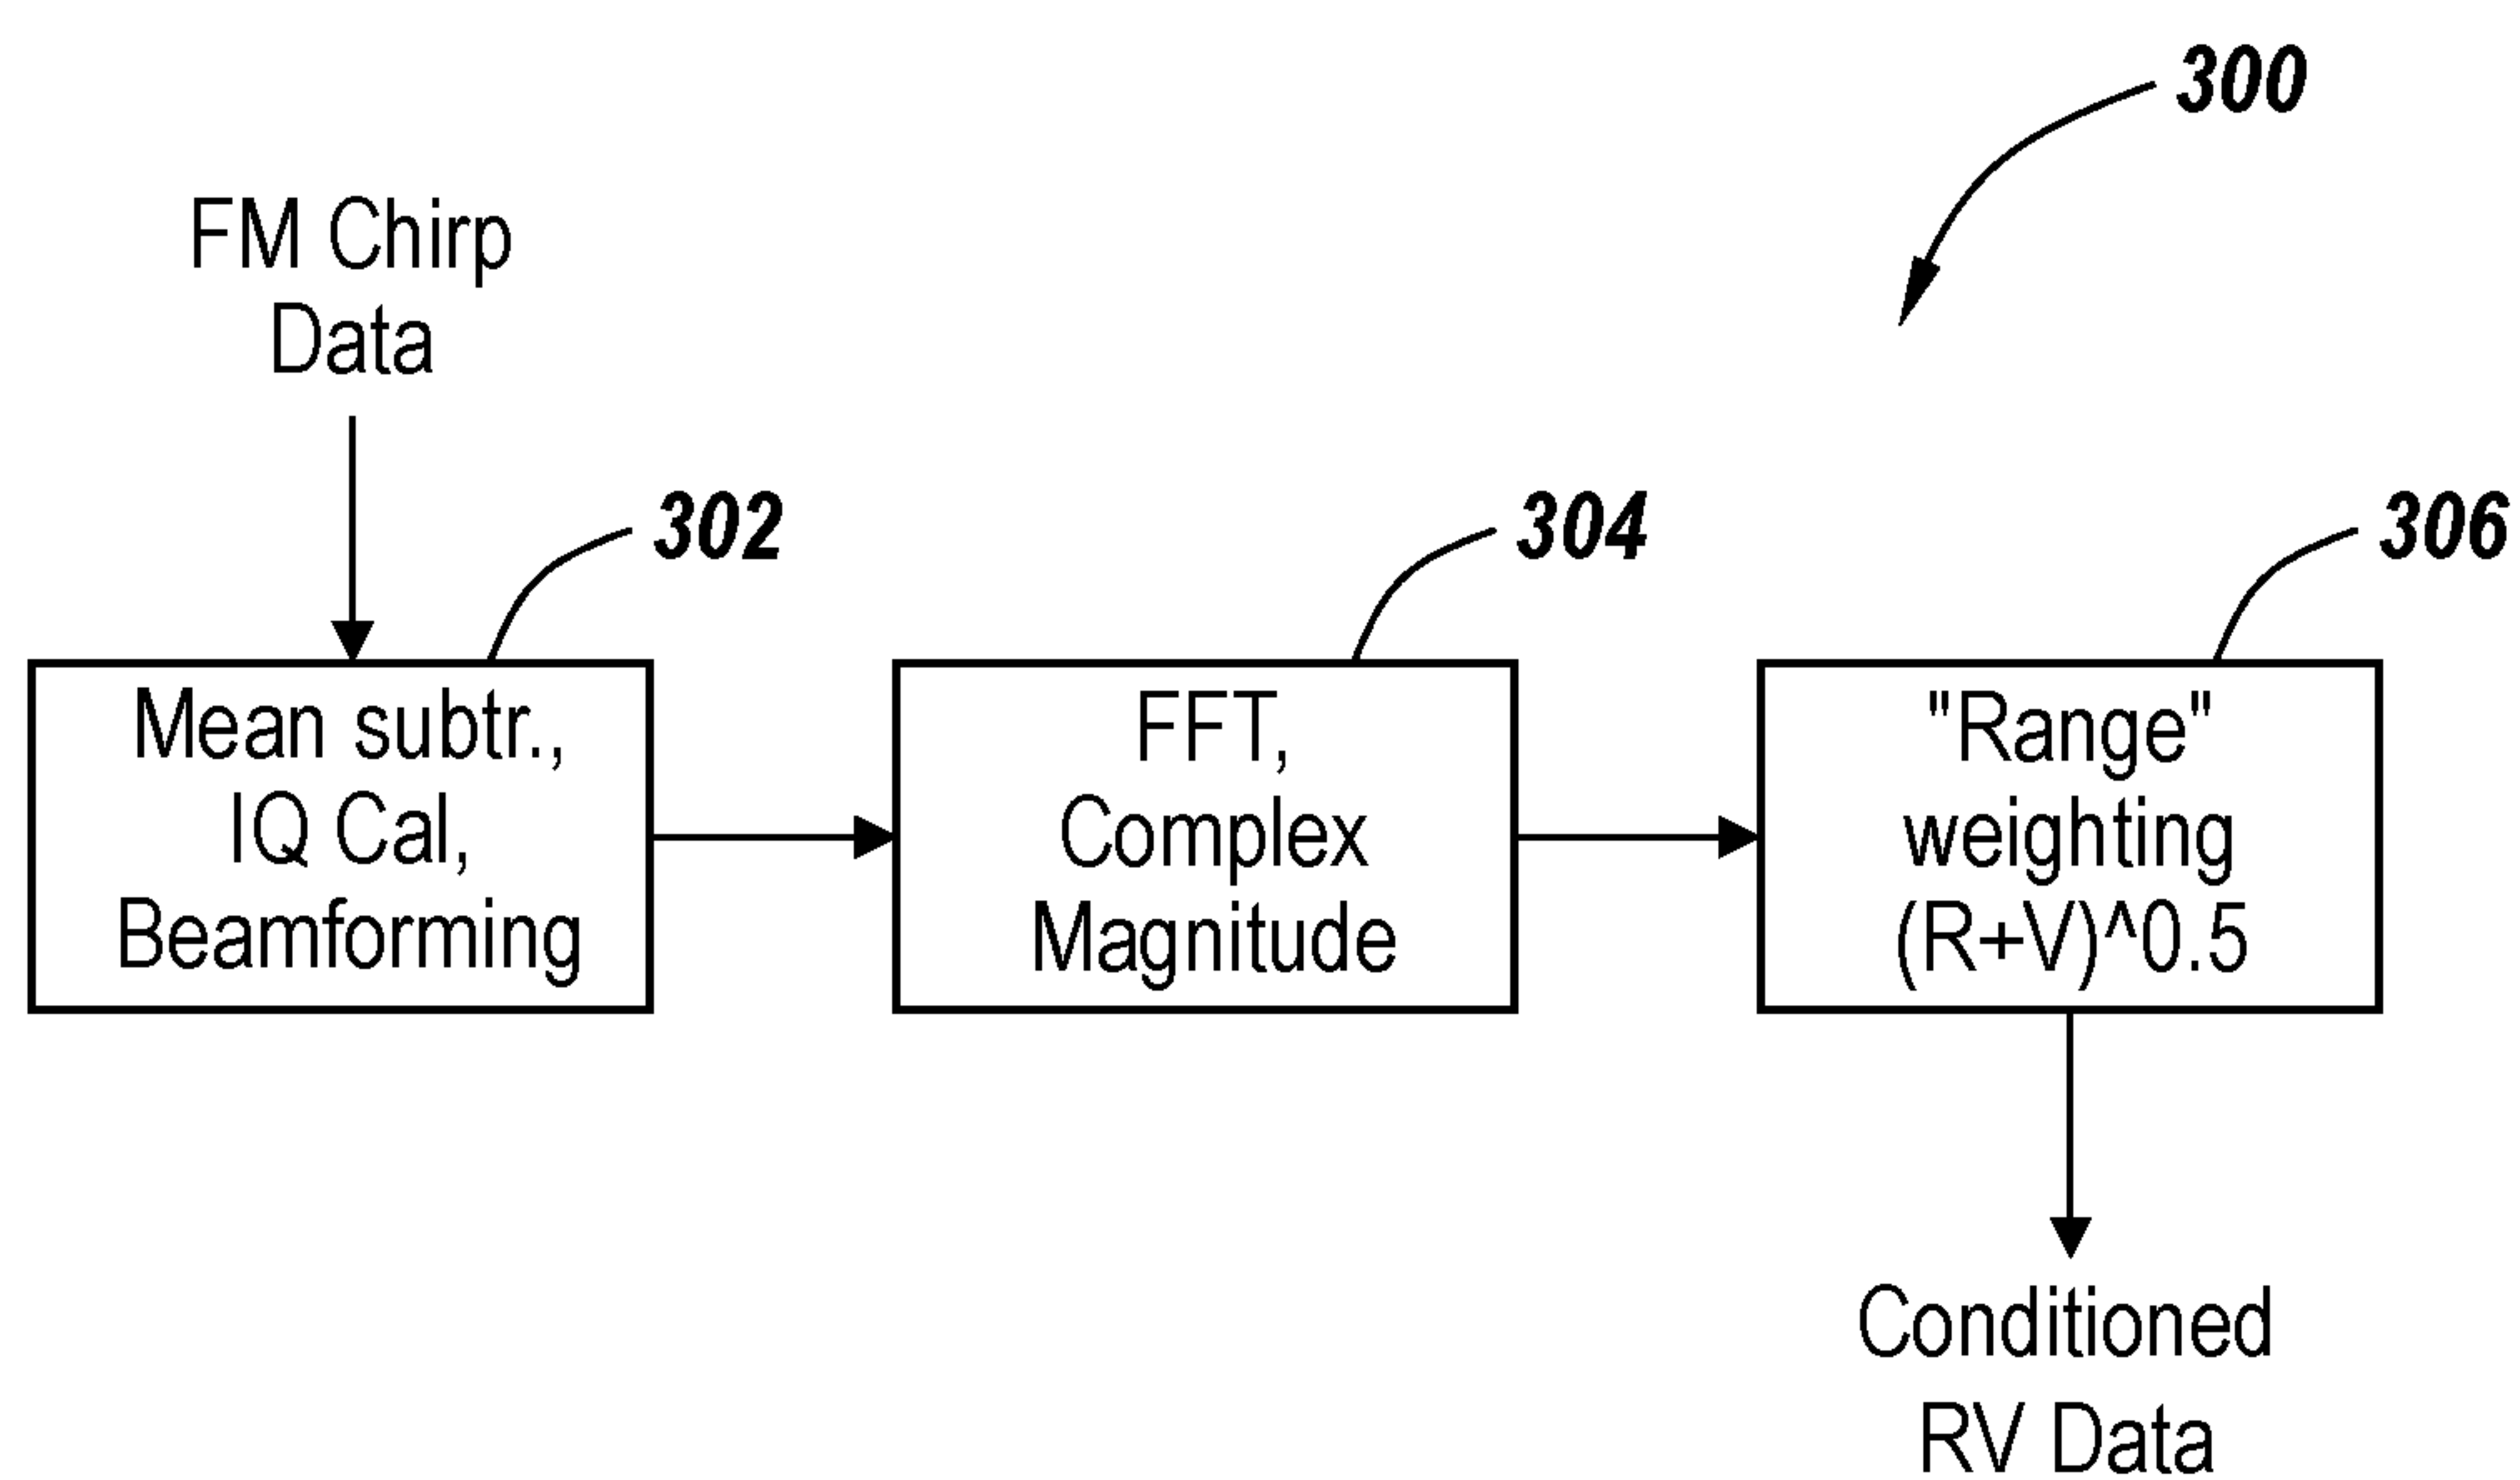 300
FM Chirp
Data
302
304
306
Mean subtr.,
IQ Cal,
Beamforming
FFT,
Complex
Magnitude
"Range"
weighting
(R+V)^0.5
Conditioned
RV Data